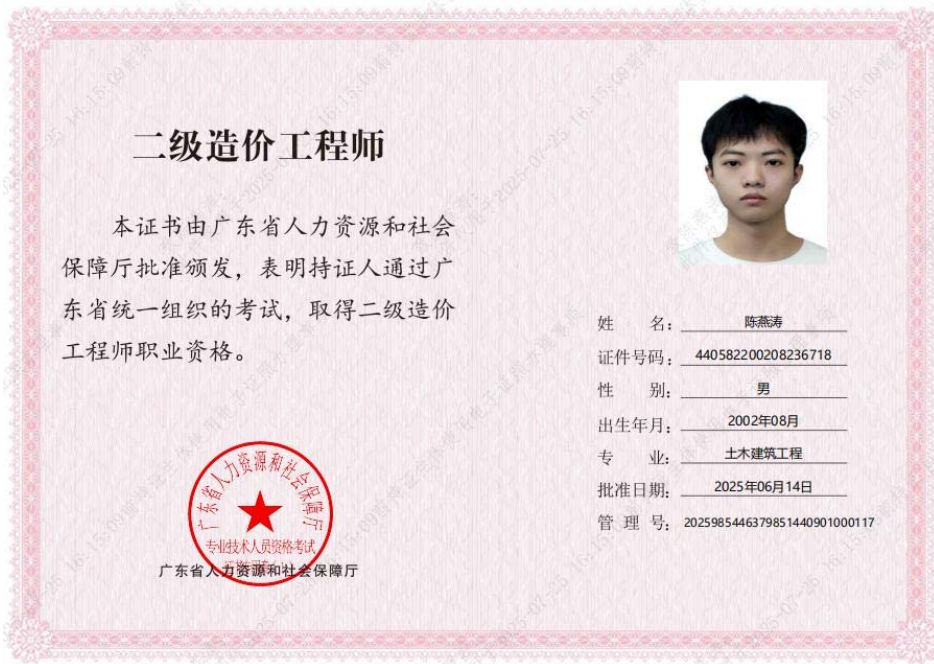 二级造价工程师
本证书由广东省人力资源和社会
保障厅批准颁发，表明持证人通过广
东省统一组织的考试，取得二级造价
工程师职业资格。
广东省人力资源和社会保障厅
专业技术人员资格考试
广东省人力资源和社会保障厅
姓 名：陈燕涛
证件号码：440582200208236718
性 别：男
出生年月：2002年08月
专 业：土木建筑工程
批准日期：2025年06月14日
管 理 号：20259854463798514409010001​17